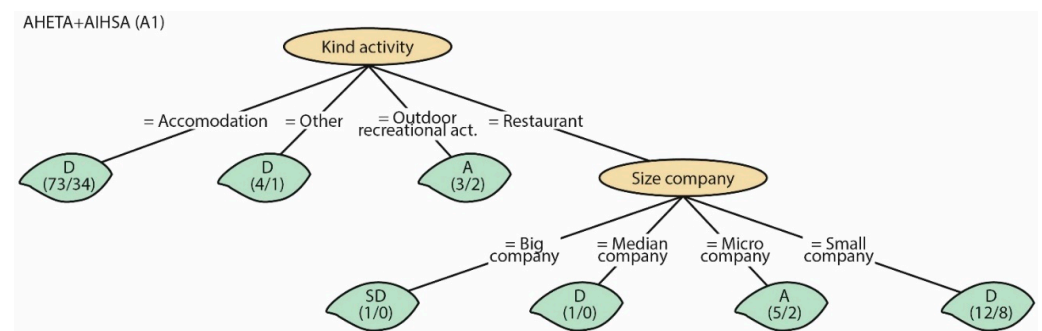 AHETA+AIHSA (A1)
Kind activity
= Accomodation
= Other
= Outdoor
recreational act.
= Restaurant
D
(73/34)
D
(4/1)
A
(3/2)
Size company
= Big
company
= Median
company
= Micro
company
= Small
company
SD
(1/0)
D
(1/0)
A
(5/2)
D
(12/8)